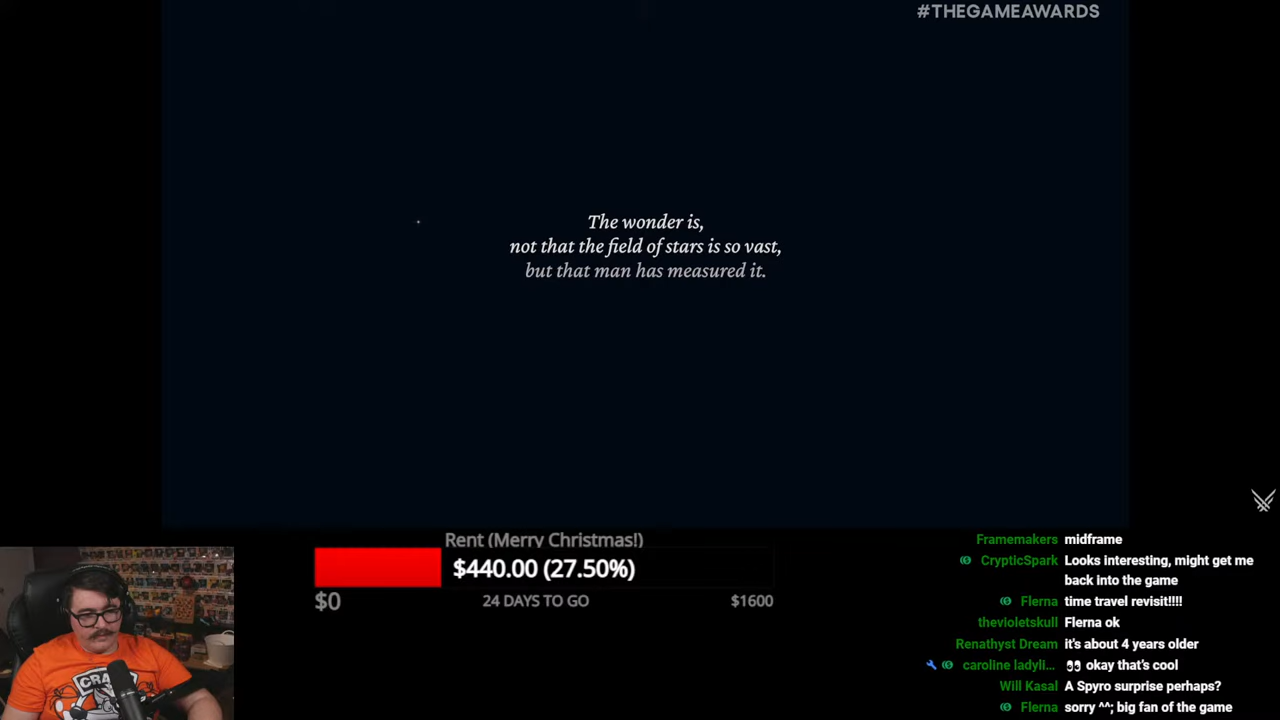 #THEGAMEAWARDS
The wonder is,
not that the field of stars is so vast,
but that man has measured it.
Rent (Merry Christmas!)
$440.00 (27.50%)
$0
24 DAYS TO GO
$1600
Framemakers midframe
CrypticSpark Looks interesting, might get me
back into the game
Flerna time travel revisit!!!!
thevioletskull Flerna ok
Renathyst Dream it's about 4 years older
caroline ladyli... 👀 okay that's cool
Will Kasal A Spyro surprise perhaps?
Flerna sorry ^^; big fan of the game
CRA